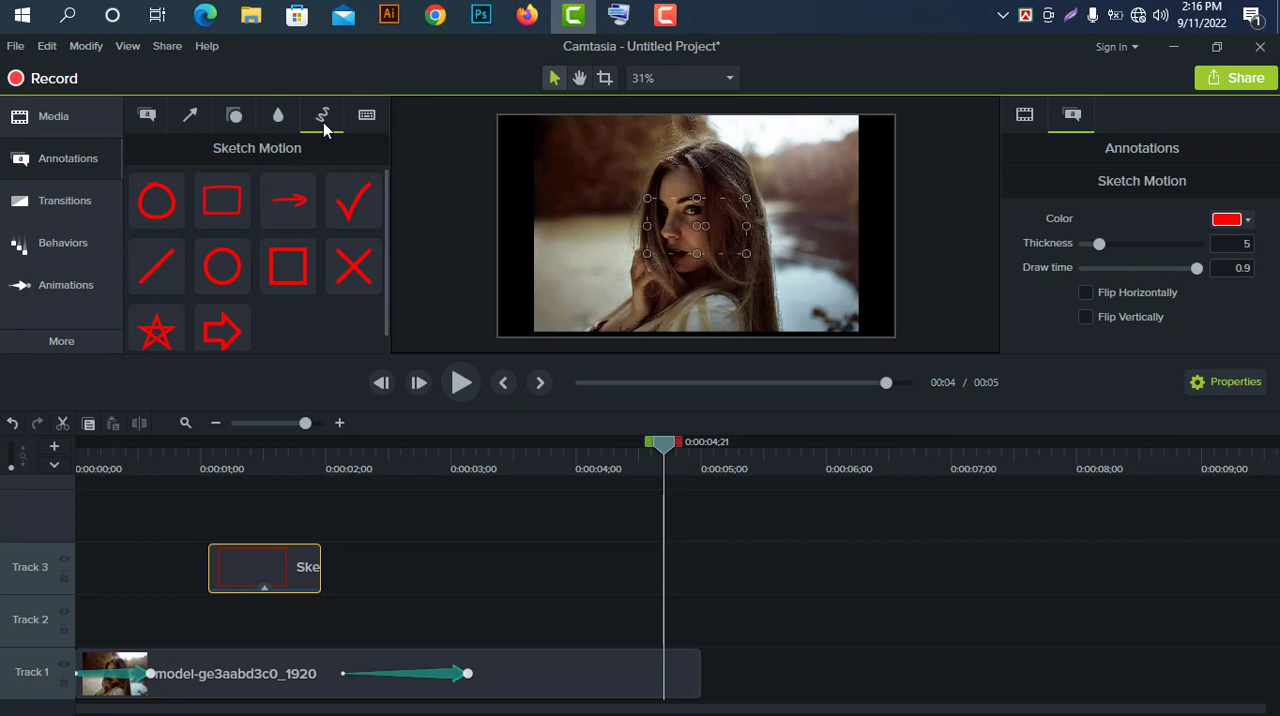 Ai
Ps
2:16 PM
9/11/2022
1
File Edit Modify View Share Help
Camtasia - Untitled Project*
Sign In
Record
31%
Share
Media
Annotations
Transitions
Behaviors
Animations
More
a
Sketch Motion
Annotations
Sketch Motion
Color
Thickness 5
Draw time 0.9
Flip Horizontally
Flip Vertically
00:04 / 00:05
Properties
0:00:04;21
0:00:00;00 0:00:01;00 0:00:02;00 0:00:03;00 0:00:04;00 0:00:05;00 0:00:06;00 0:00:07;00 0:00:08;00 0:00:09;00
Track 3
Ske
Track 2
Track 1
model-ge3aabd3c0_1920